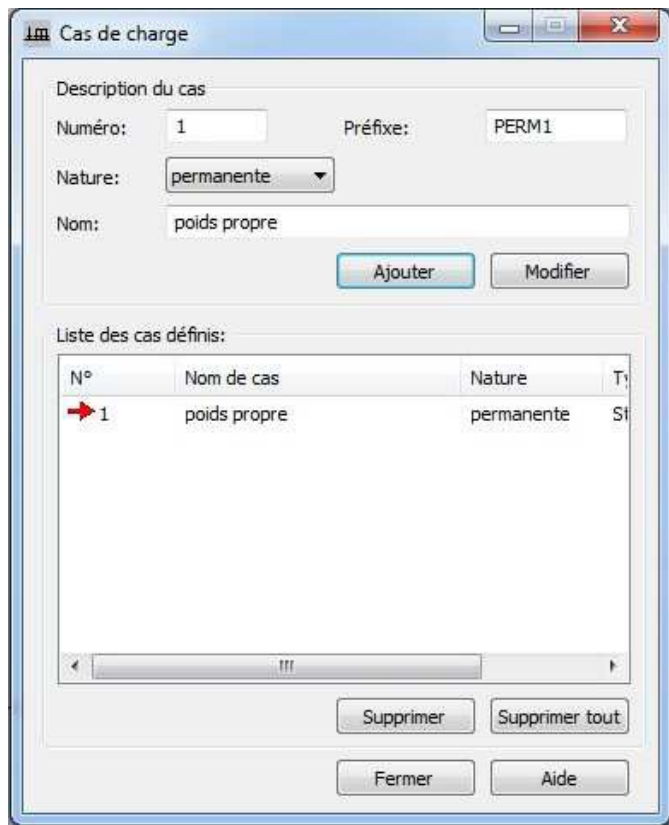 Cas de charge
Description du cas
Numéro: 1 Préfixe: PERM1
Nature: permanente
Nom: poids propre
Ajouter Modifier
Liste des cas définis:
N° Nom de cas Nature
1 poids propre permanente
Supprimer Supprimer tout
Fermer Aide